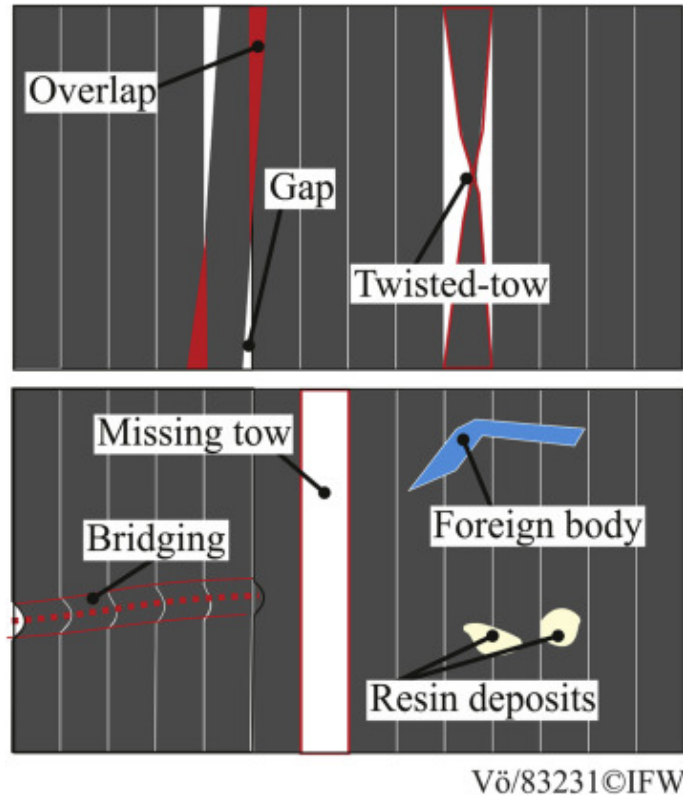 Overlap
Gap
Twisted-tow
Missing tow
Bridging
Foreign body
Resin deposits
Vö/83231©IFW